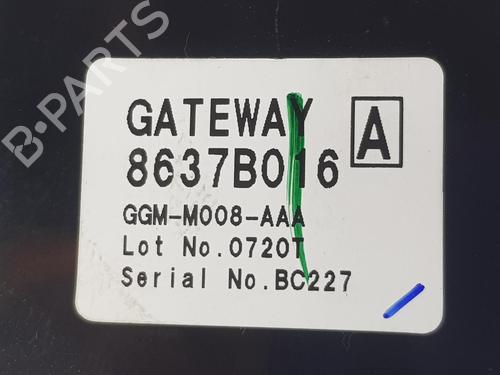 B-PARTS
GATEWAY A
8637B016
GGM-M008-AAA
Lot No.0720T
Serial No.BC227